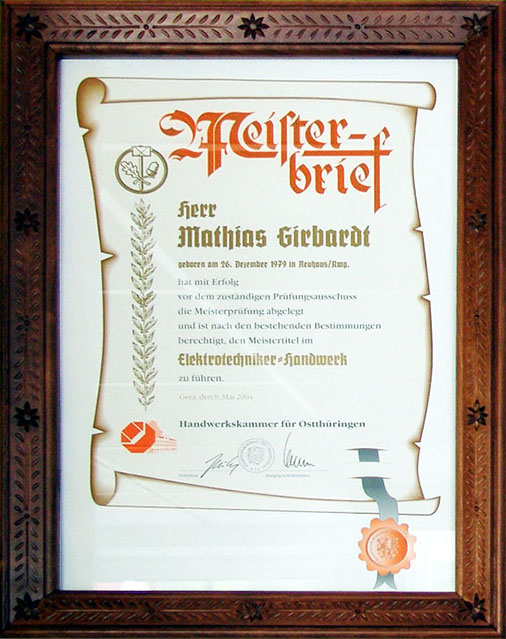 Meister-
brief
Herr
Mathias Girbardt
geboren am 26. Dezember 1979 in Neuhaus/Rwg.
hat mit Erfolg
vor dem zuständigen Prüfungsausschuss
die Meisterprüfung abgelegt
und ist nach den bestehenden Bestimmungen
berechtigt, den Meistertitel im
Elektrotechniker-Handwerk
zu führen.
Gera, den 8. Mai 2004
Handwerkskammer für Ostthüringen
Präsident
Hauptgeschäftsführer